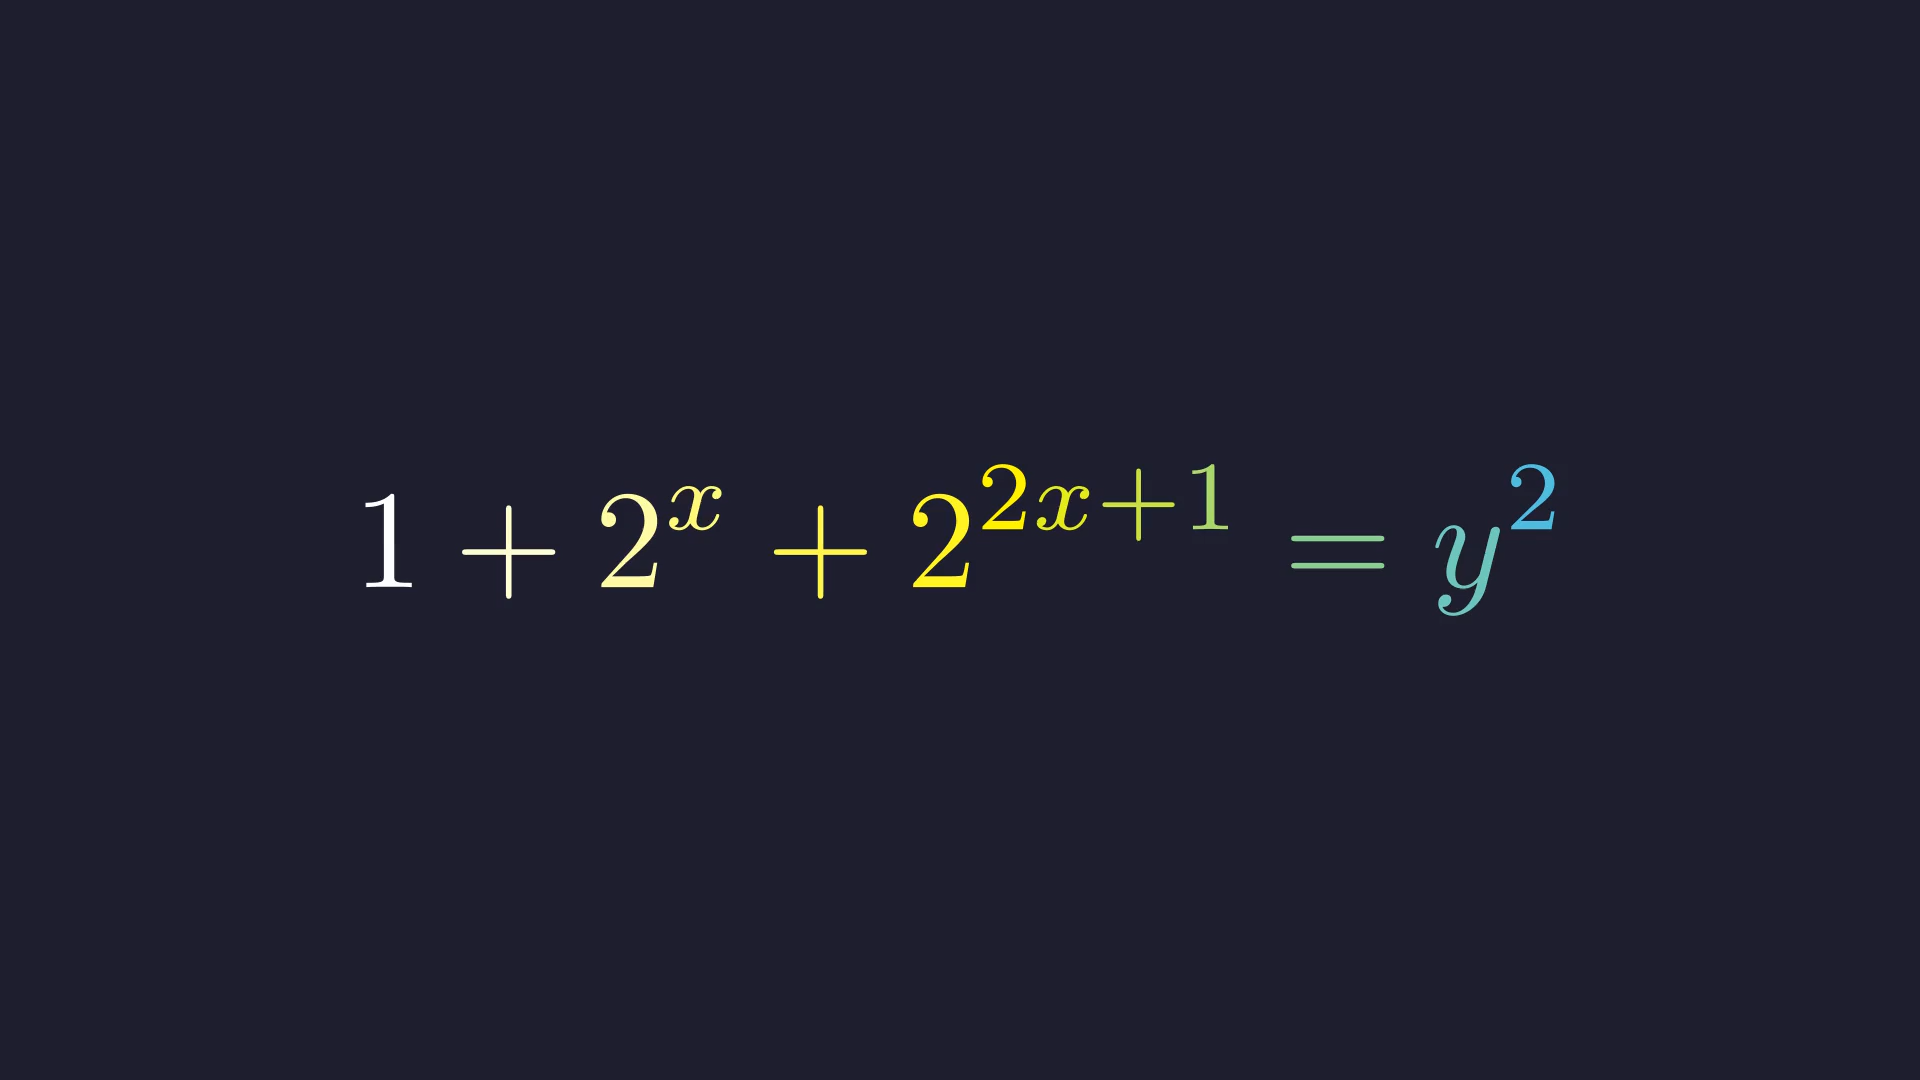 1 + 2^x + 2^{2x+1} = y^2